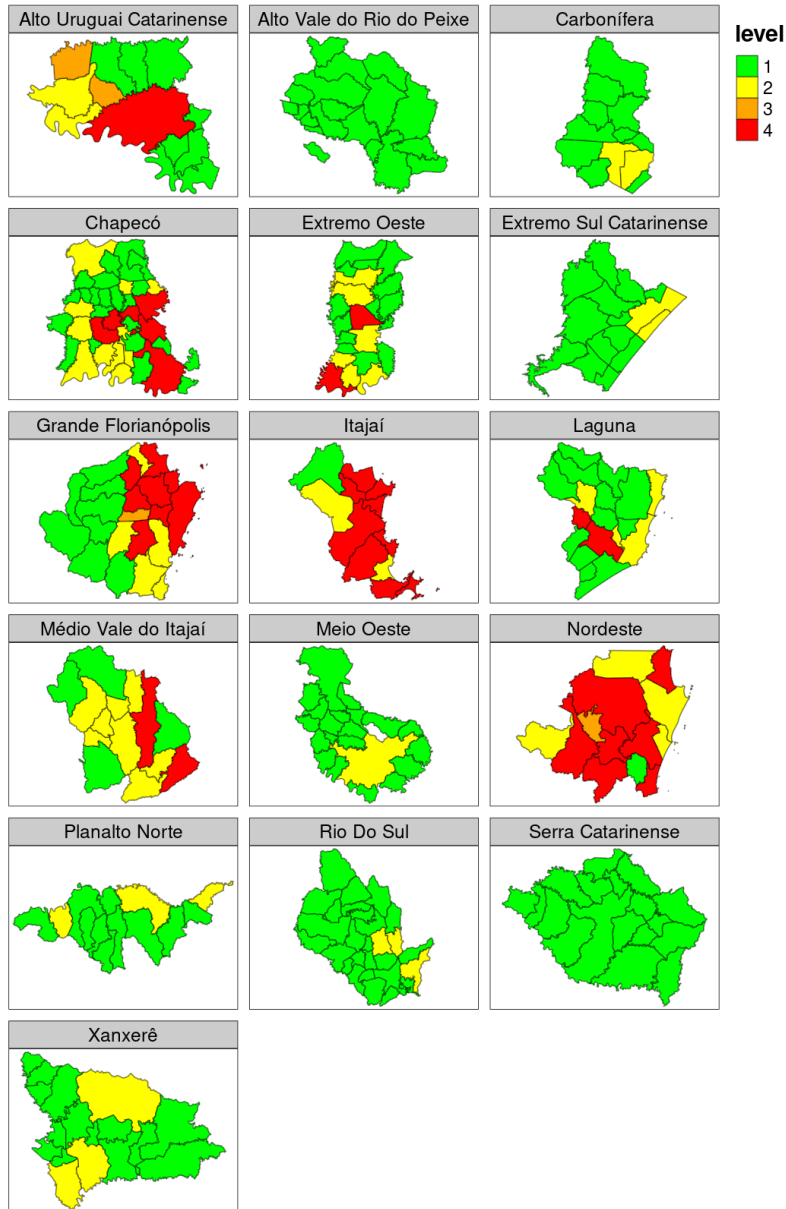 Alto Uruguai Catarinense
Alto Vale do Rio do Peixe
Carbonífera
level
1
2
3
4
Chapecó
Extremo Oeste
Extremo Sul Catarinense
Grande Florianópolis
Itajaí
Laguna
Médio Vale do Itajaí
Meio Oeste
Nordeste
Planalto Norte
Rio Do Sul
Serra Catarinense
Xanxerê